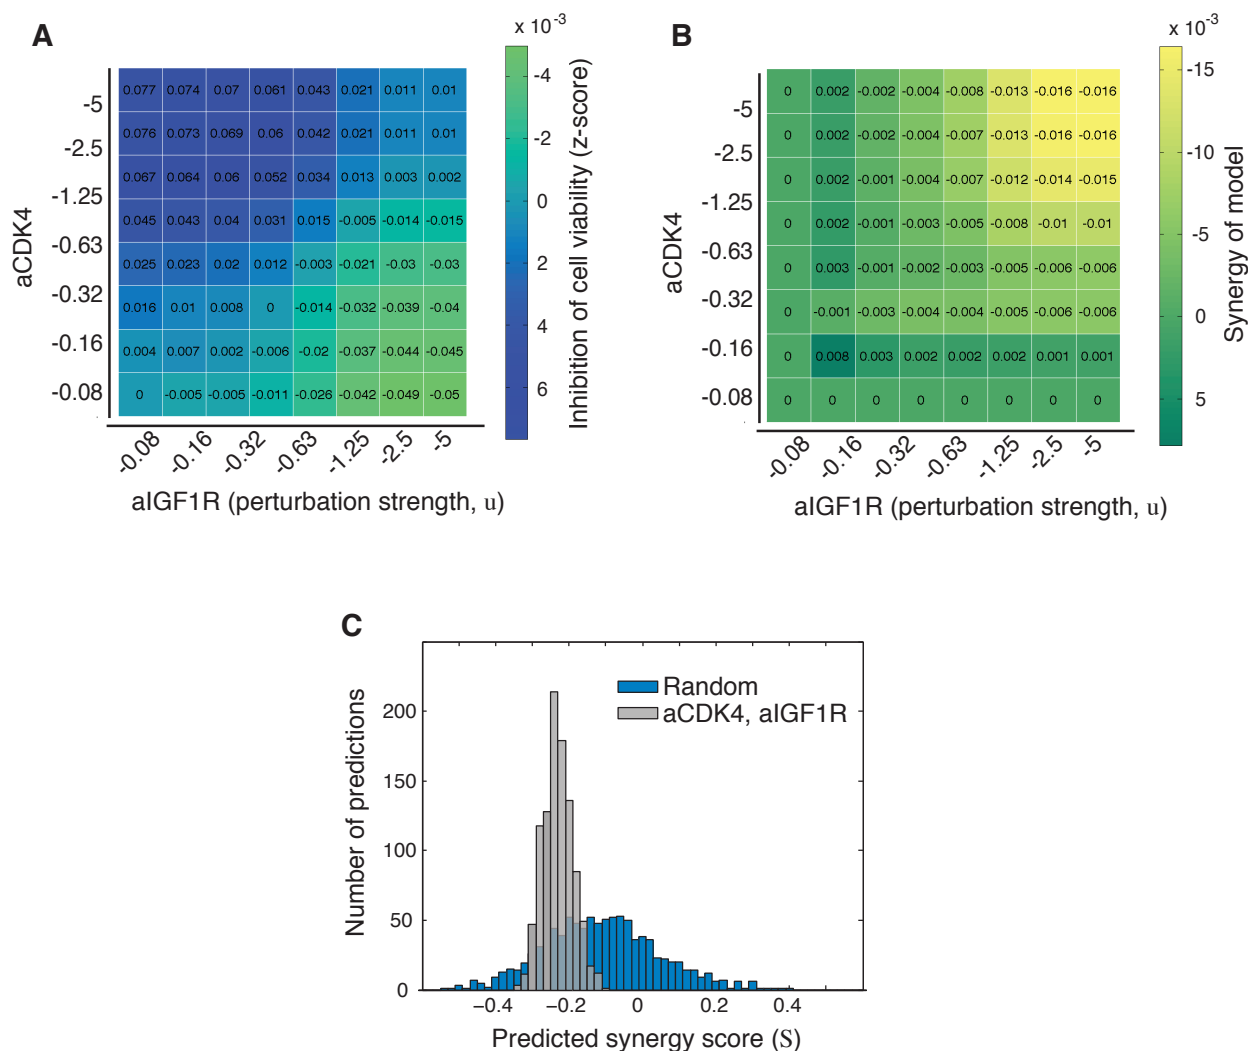 A
x 10⁻³
0.077 0.074 0.07 0.061 0.043 0.021 0.011 0.01
0.076 0.073 0.069 0.06 0.042 0.021 0.011 0.01
0.067 0.064 0.06 0.052 0.034 0.013 0.003 0.002
0.045 0.043 0.04 0.031 0.015 -0.005 -0.014 -0.015
0.025 0.023 0.02 0.012 -0.003 -0.021 -0.03 -0.03
0.016 0.01 0.008 0 -0.014 -0.032 -0.039 -0.04
0.004 0.007 0.002 -0.006 -0.02 -0.037 -0.044 -0.045
0 -0.005 -0.005 -0.011 -0.026 -0.042 -0.049 -0.05
-5
-2.5
-1.25
-0.63
-0.32
-0.16
-0.08
aCDK4
-0.08 -0.16 -0.32 -0.63 -1.25 -2.5 -5
aIGF1R (perturbation strength, u)
-4
-2
0
2
4
6
Inhibition of cell viability (z-score)
B
x 10⁻³
0 0.002 -0.002 -0.004 -0.008 -0.013 -0.016 -0.016
0 0.002 -0.002 -0.004 -0.007 -0.013 -0.016 -0.016
0 0.002 -0.001 -0.004 -0.007 -0.012 -0.014 -0.015
0 0.002 -0.001 -0.003 -0.005 -0.008 -0.01 -0.01
0 0.003 -0.001 -0.002 -0.003 -0.005 -0.006 -0.006
0 -0.001 -0.003 -0.004 -0.004 -0.005 -0.006 -0.006
0 0.008 0.003 0.002 0.002 0.002 0.001 0.001
0 0 0 0 0 0 0 0
-5
-2.5
-1.25
-0.63
-0.32
-0.16
-0.08
aCDK4
-0.08 -0.16 -0.32 -0.63 -1.25 -2.5 -5
aIGF1R (perturbation strength, u)
-15
-10
-5
0
5
Synergy of model
C
Random
aCDK4, aIGF1R
200
150
100
50
0
Number of predictions
−0.4 −0.2 0 0.2 0.4
Predicted synergy score (S)